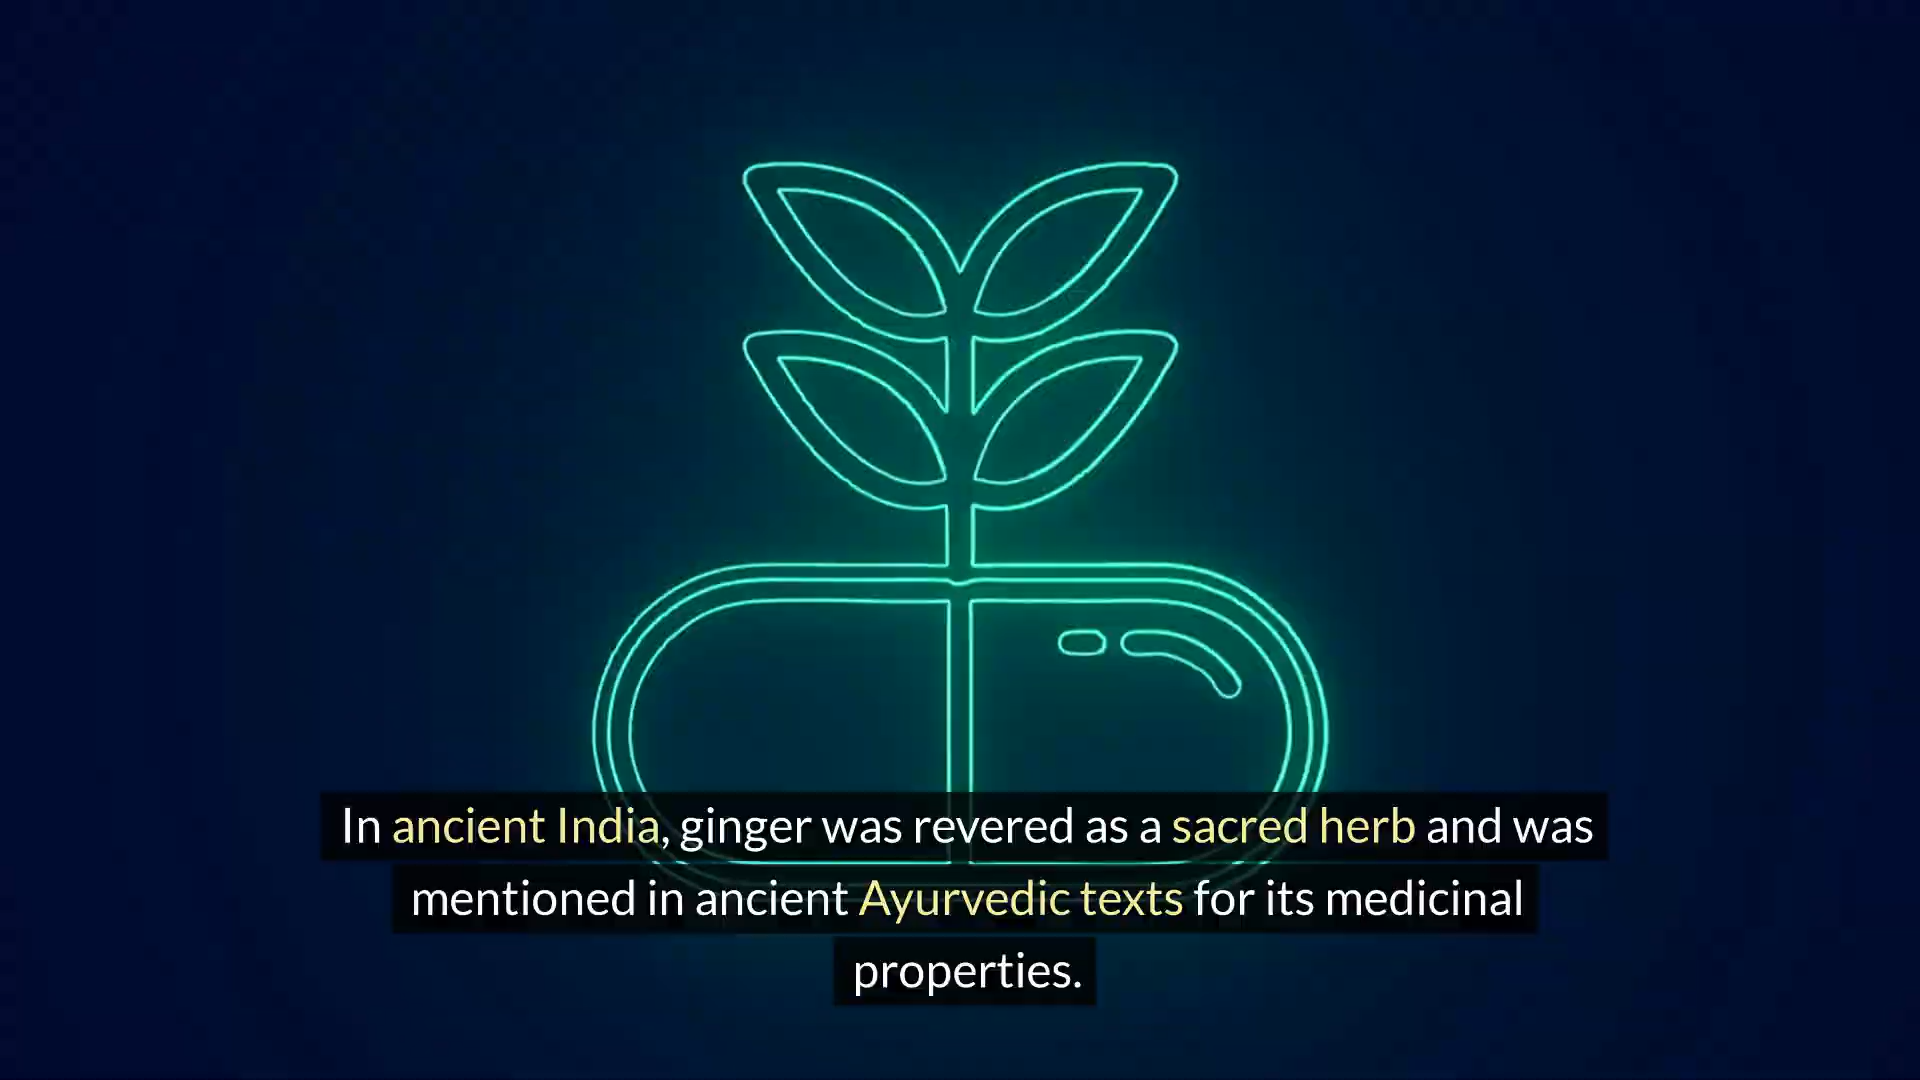 In ancient India, ginger was revered as a sacred herb and was
mentioned in ancient Ayurvedic texts for its medicinal
properties.